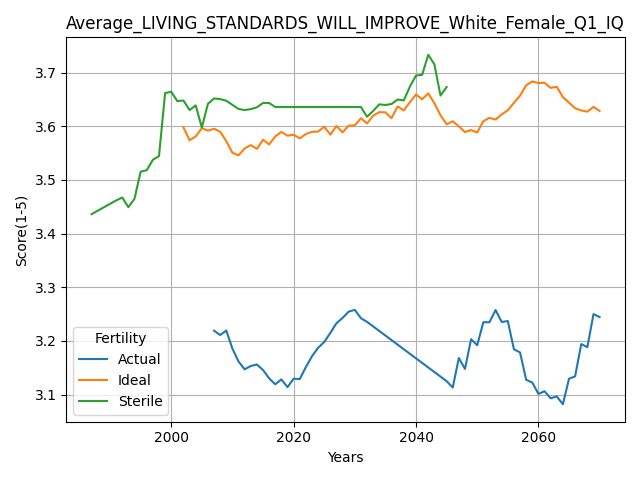 Average_LIVING_STANDARDS_WILL_IMPROVE_White_Female_Q1_IQ
3.7
3.6
3.5
3.4
3.3
3.2
3.1
Score(1-5)
Fertility
Actual
Ideal
Sterile
2000
2020
2040
2060
Years